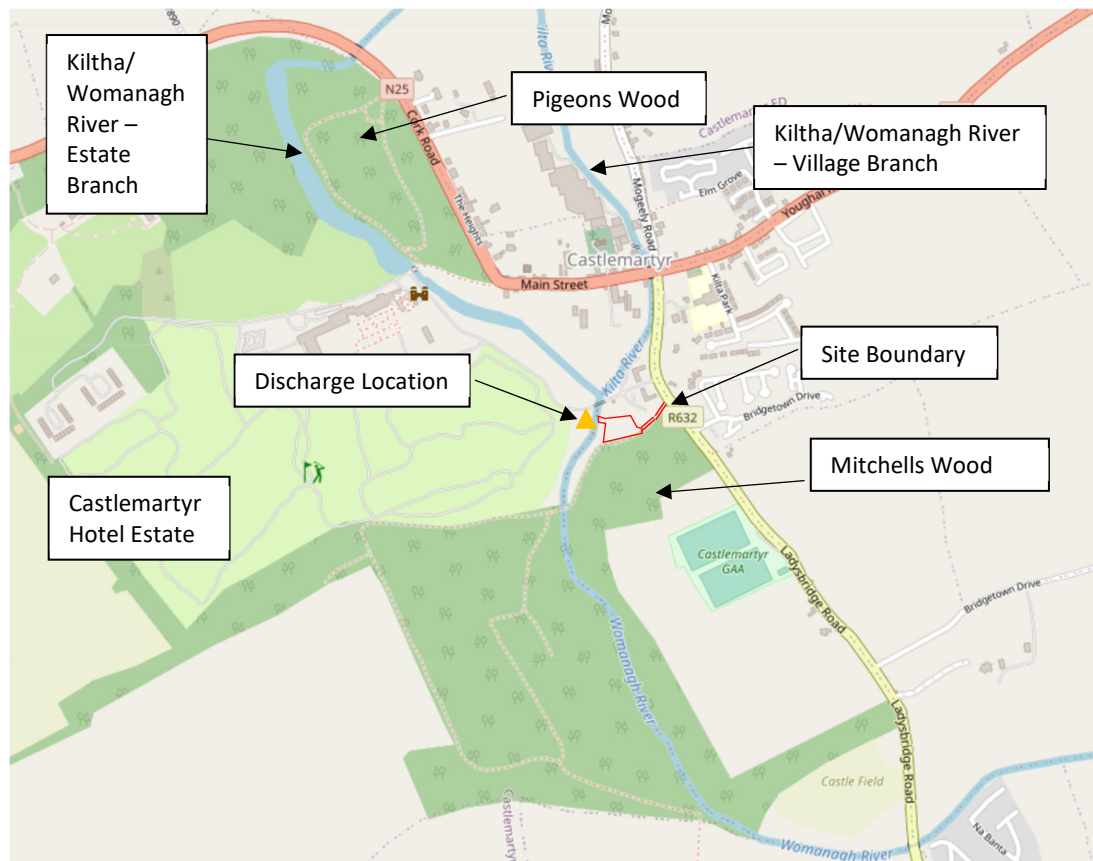 Kiltha/
Womanagh
River –
Estate
Branch
Pigeons Wood
Kiltha/Womanagh River
– Village Branch
Discharge Location
Site Boundary
Mitchells Wood
Castlemartyr
Hotel Estate
N25
Cork Road
The Heights
Main Street
Castlemartyr
Mogeely Road
Elm Grove
Kilta Park
Kilta River
R632
Bridgetown Drive
Castlemartyr
GAA
Ladysbridge Road
Bridgetown Drive
Ladysbridge Road
Womanagh River
Castle Field
Womanagh River
Na Banta